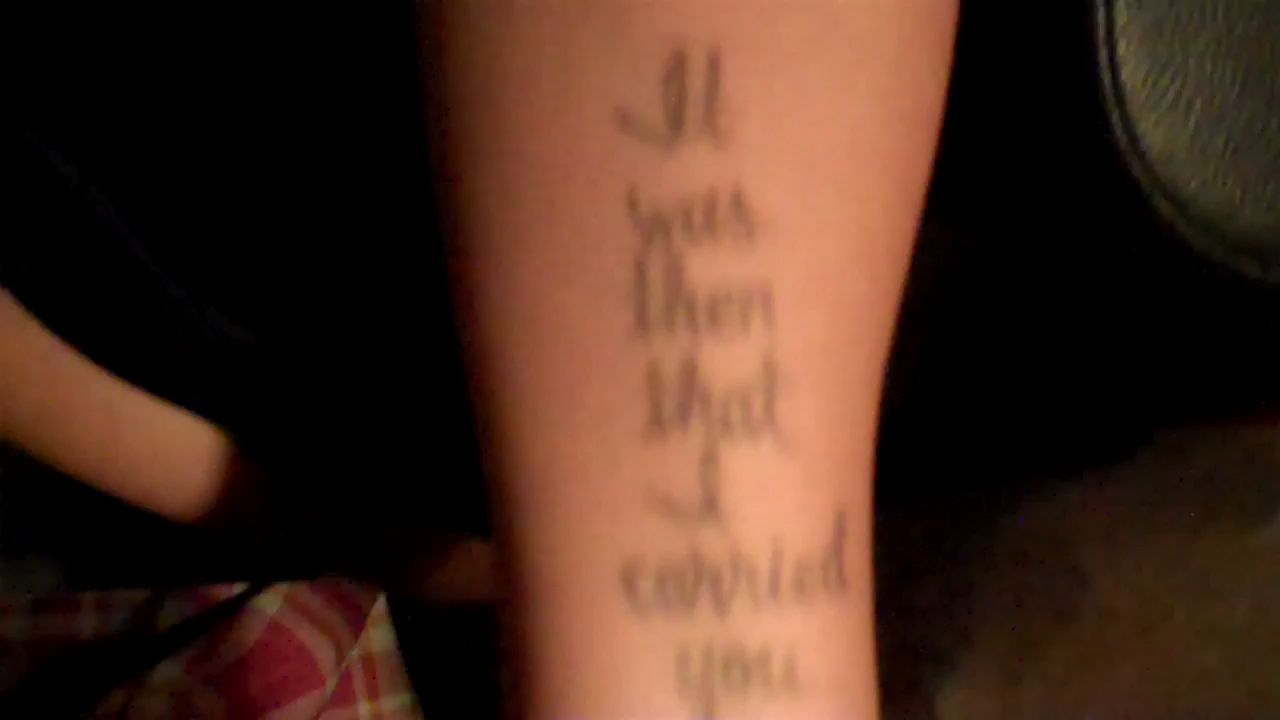 It
was
then
that
I
carried
you